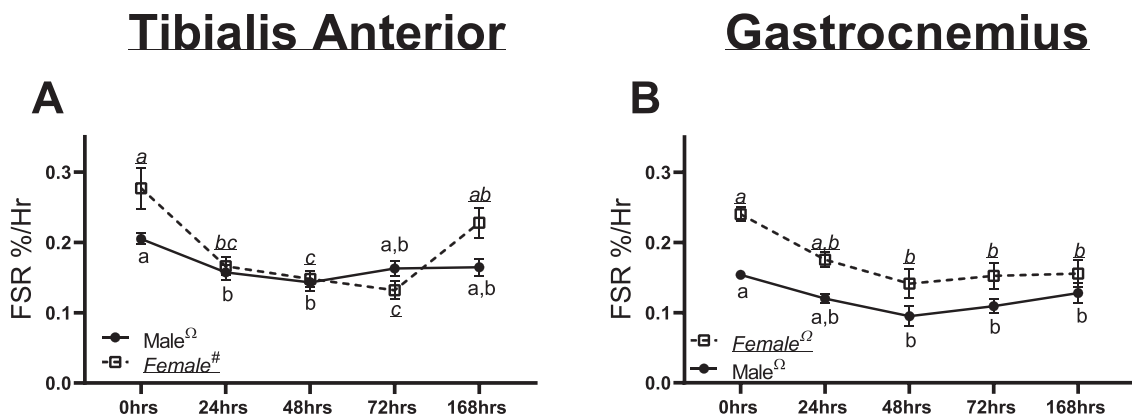 Tibialis Anterior
A
FSR %/Hr
0.3
0.2
0.1
0.0
a
bc
c
ab
a,b
a
b
b
c
a,b
Male^Ω
Female^#
0hrs 24hrs 48hrs 72hrs 168hrs
Gastrocnemius
B
FSR %/Hr
0.3
0.2
0.1
0.0
a
a,b
b
b
b
a
a,b
b
b
b
Female^Ω
Male^Ω
0hrs 24hrs 48hrs 72hrs 168hrs